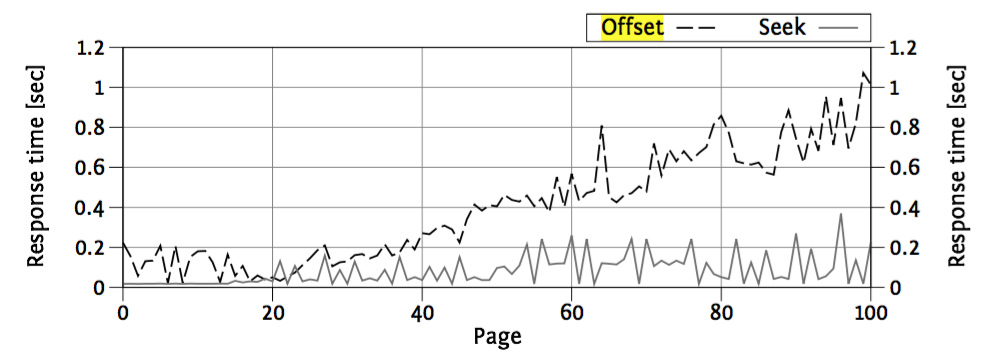 Offset Seek
1.2 1.2
1 1
0.8 0.8
0.6 0.6
0.4 0.4
0.2 0.2
0 0
Response time [sec]
Response time [sec]
0 20 40 60 80 100
Page